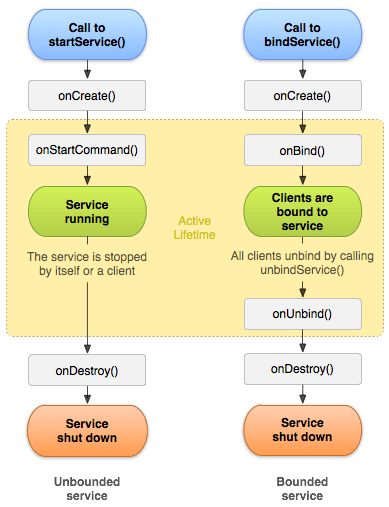 Call to
startService()
onCreate()
onStartCommand()
Service
running
The service is stopped
by itself or a client
onDestroy()
Service
shut down
Unbounded
service
Active
Lifetime
Call to
bindService()
onCreate()
onBind()
Clients are
bound to
service
All clients unbind by calling
unbindService()
onUnbind()
onDestroy()
Service
shut down
Bounded
service